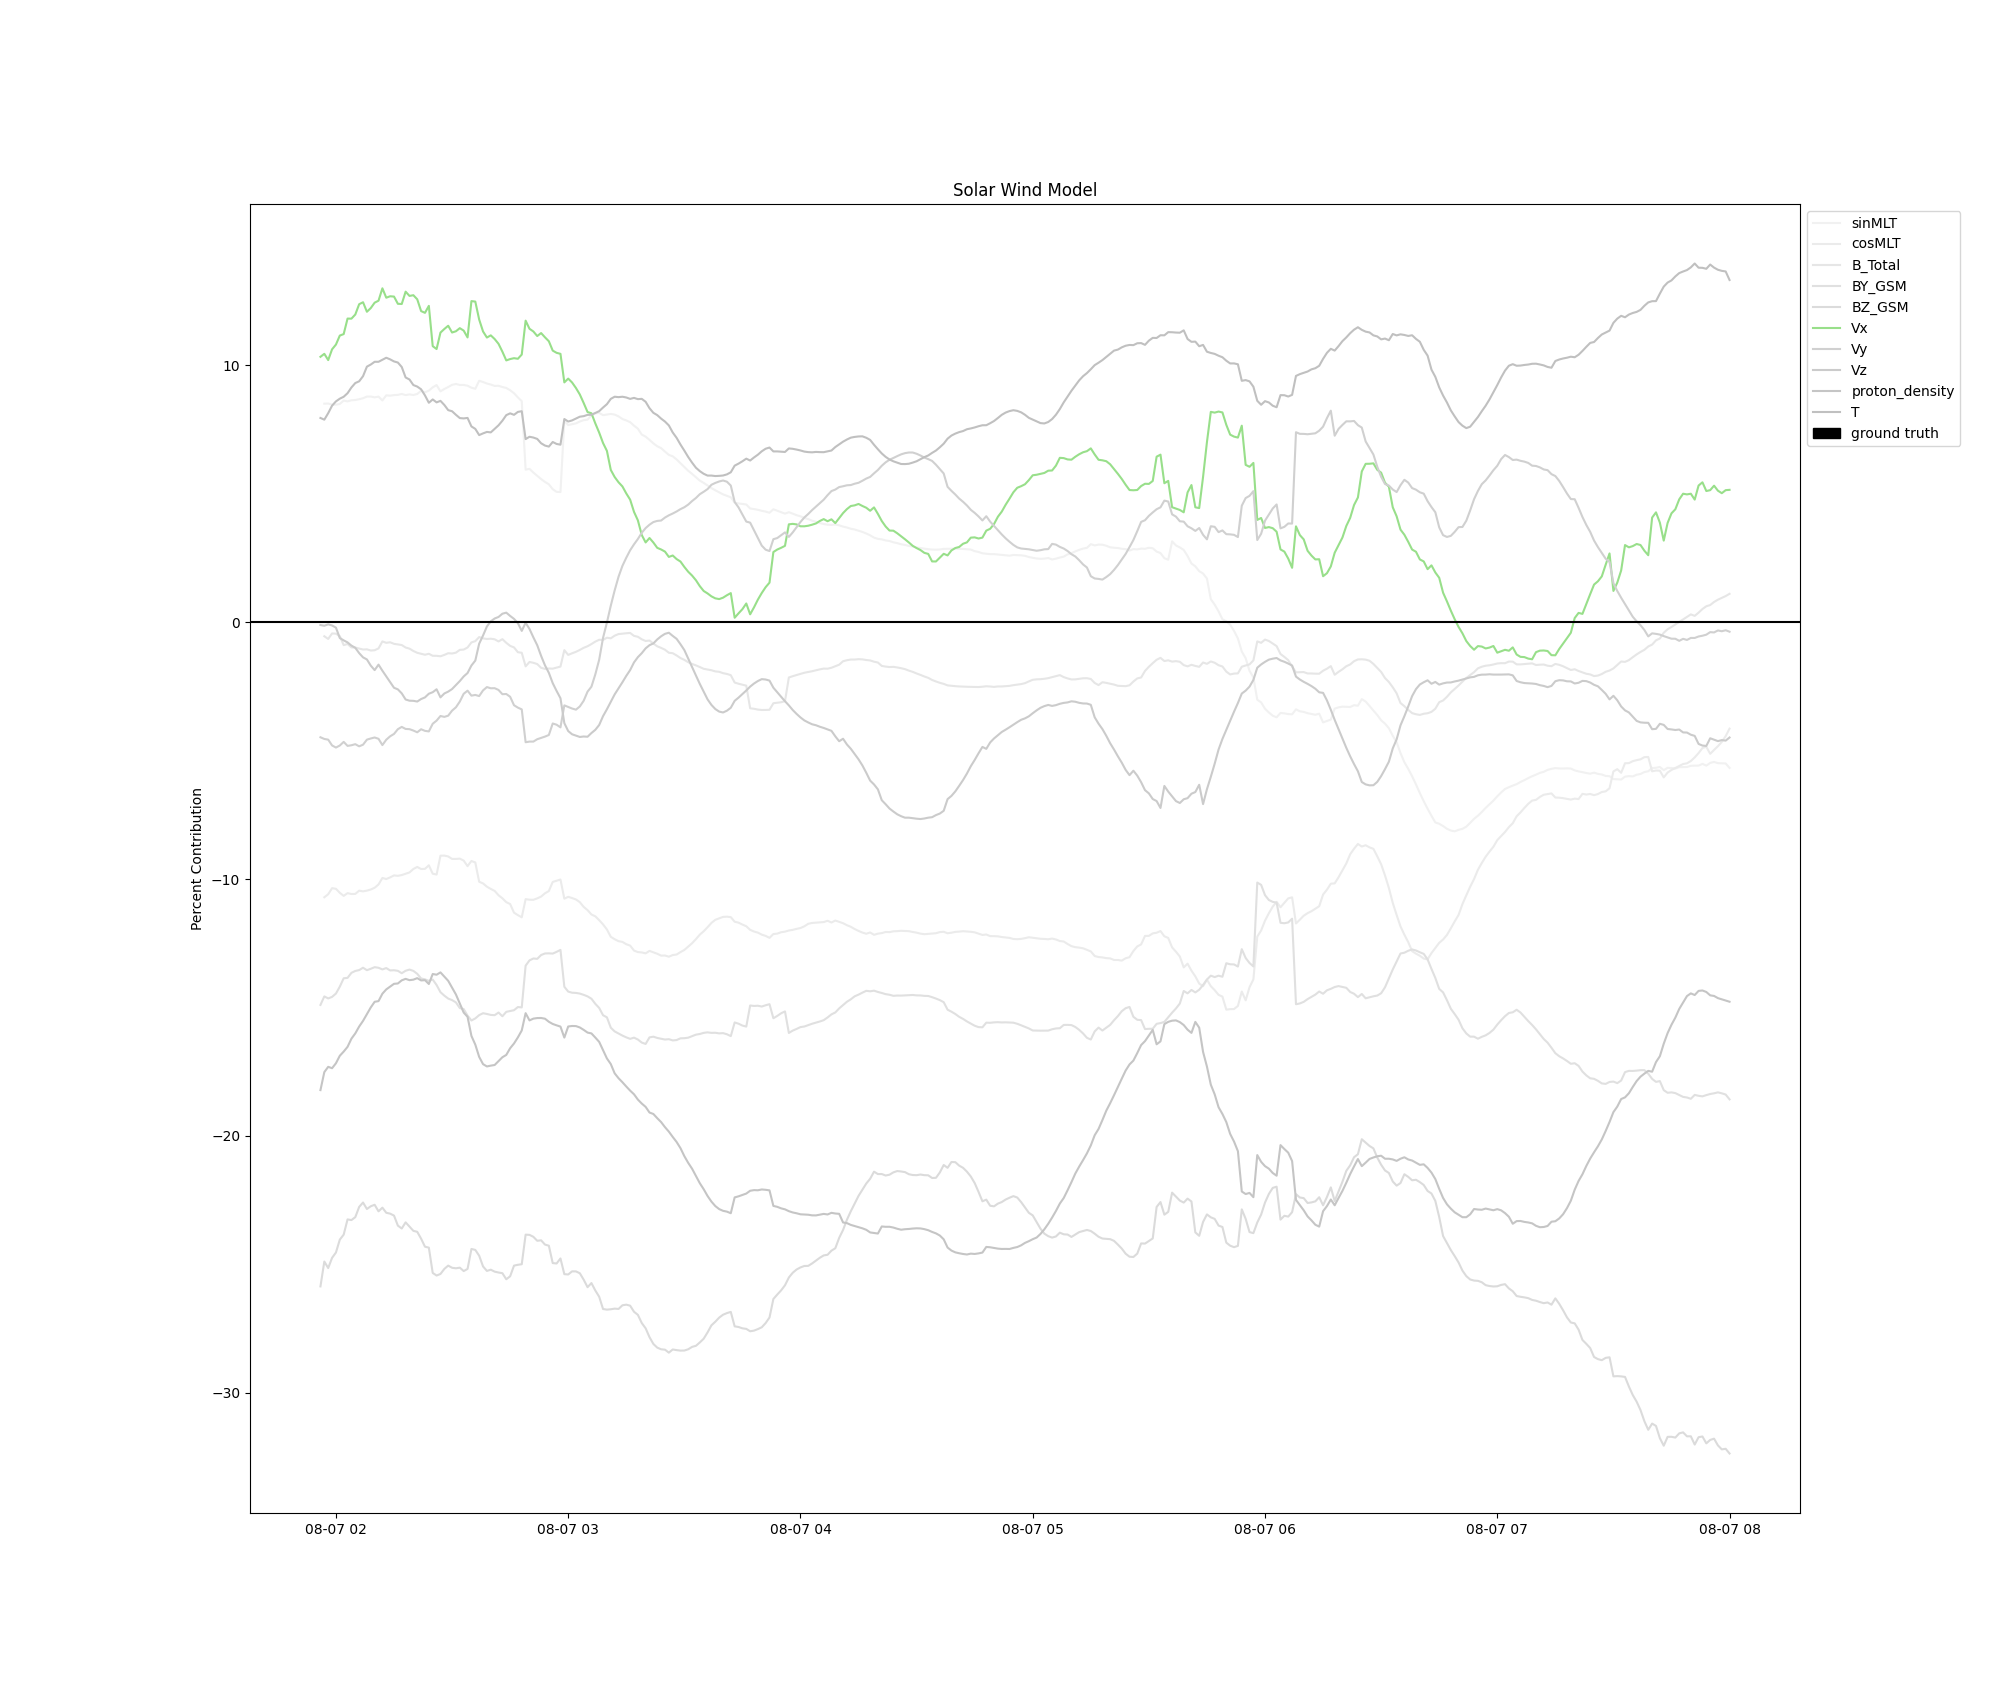 Solar Wind Model
sinMLT
cosMLT
B_Total
BY_GSM
BZ_GSM
Vx
Vy
Vz
proton_density
T
ground truth
Percent Contribution
10
0
−10
−20
−30
08-07 02
08-07 03
08-07 04
08-07 05
08-07 06
08-07 07
08-07 08